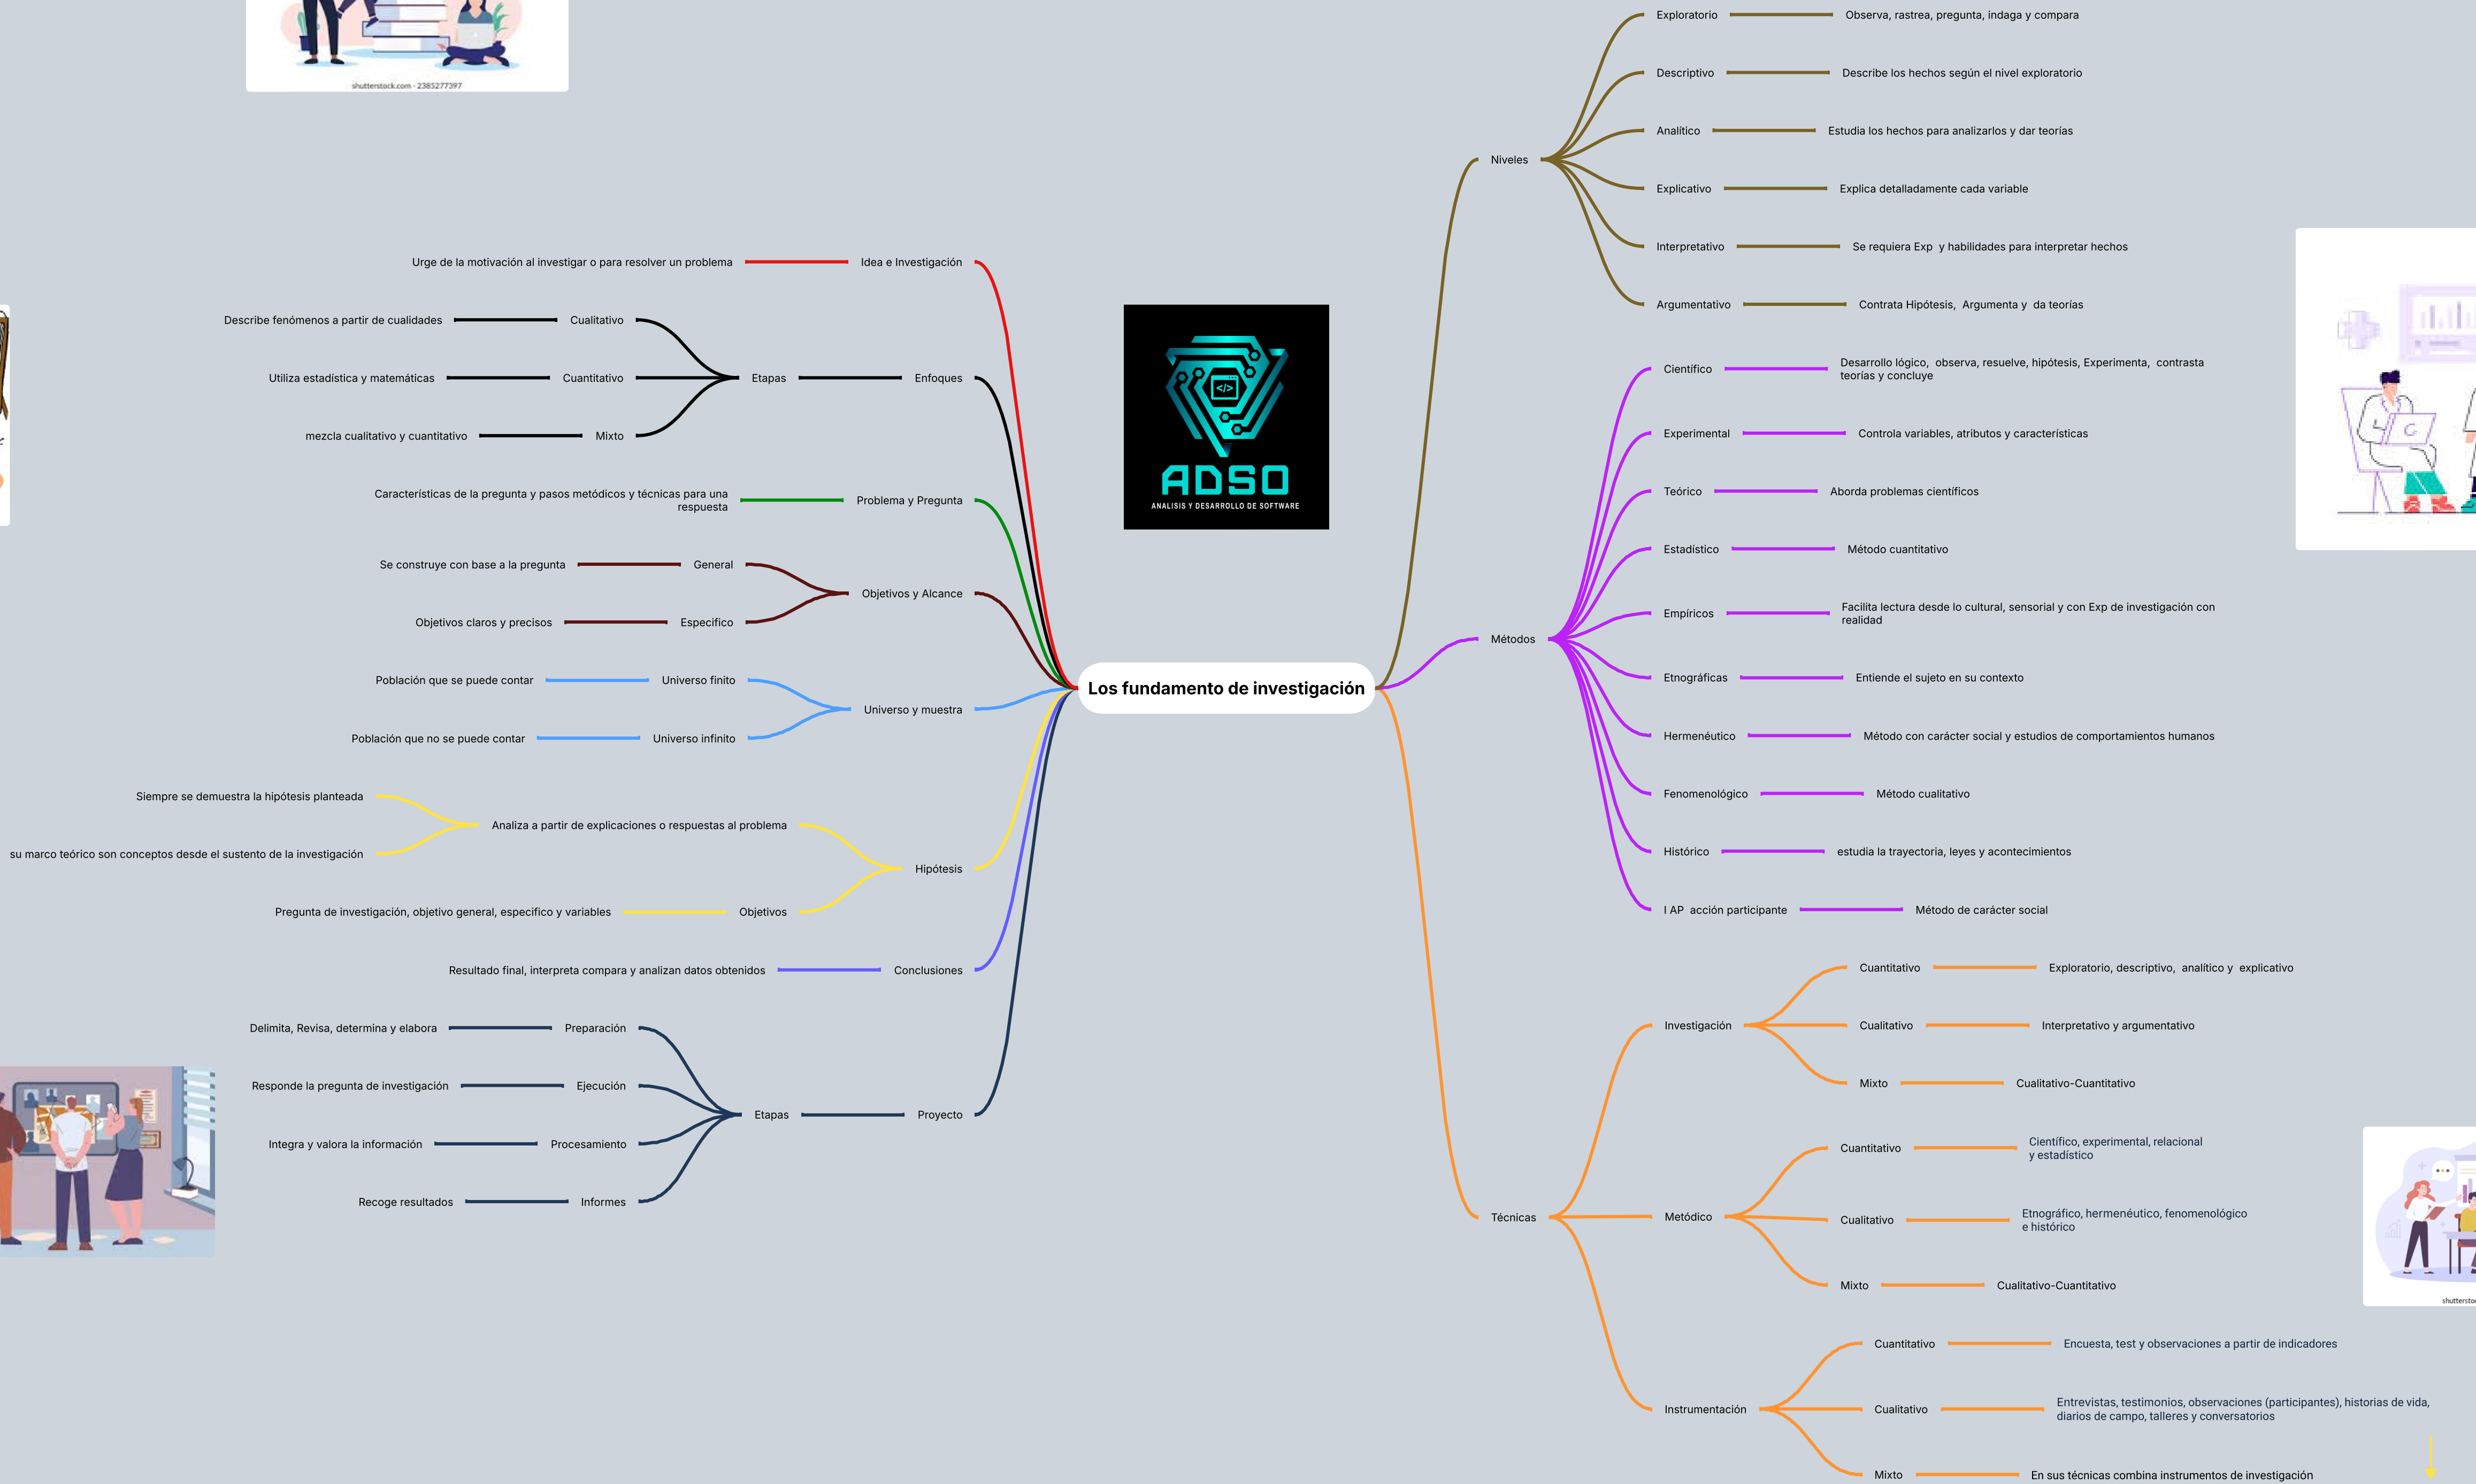 shutterstock.com · 2385277397
Los fundamento de investigación
ADSO
ANALISIS Y DESARROLLO DE SOFTWARE
Idea e Investigación
Urge de la motivación al investigar o para resolver un problema
Enfoques
Etapas
Cualitativo
Describe fenómenos a partir de cualidades
Cuantitativo
Utiliza estadística y matemáticas
Mixto
mezcla cualitativo y cuantitativo
Problema y Pregunta
Características de la pregunta y pasos metódicos y técnicas para una
respuesta
Objetivos y Alcance
General
Se construye con base a la pregunta
Especifico
Objetivos claros y precisos
Universo y muestra
Universo finito
Población que se puede contar
Universo infinito
Población que no se puede contar
Hipótesis
Analiza a partir de explicaciones o respuestas al problema
Siempre se demuestra la hipótesis planteada
su marco teórico son conceptos desde el sustento de la investigación
Objetivos
Pregunta de investigación, objetivo general, especifico y variables
Conclusiones
Resultado final, interpreta compara y analizan datos obtenidos
Proyecto
Etapas
Preparación
Delimita, Revisa, determina y elabora
Ejecución
Responde la pregunta de investigación
Procesamiento
Integra y valora la información
Informes
Recoge resultados
Niveles
Exploratorio
Observa, rastrea, pregunta, indaga y compara
Descriptivo
Describe los hechos según el nivel exploratorio
Analítico
Estudia los hechos para analizarlos y dar teorías
Explicativo
Explica detalladamente cada variable
Interpretativo
Se requiera Exp  y habilidades para interpretar hechos
Argumentativo
Contrata Hipótesis,  Argumenta y  da teorías
Métodos
Científico
Desarrollo lógico,  observa, resuelve, hipótesis, Experimenta,  contrasta
teorías y concluye
Experimental
Controla variables, atributos y características
Teórico
Aborda problemas científicos
Estadístico
Método cuantitativo
Empíricos
Facilita lectura desde lo cultural, sensorial y con Exp de investigación con
realidad
Etnográficas
Entiende el sujeto en su contexto
Hermenéutico
Método con carácter social y estudios de comportamientos humanos
Fenomenológico
Método cualitativo
Histórico
estudia la trayectoria, leyes y acontecimientos
I AP  acción participante
Método de carácter social
Técnicas
Investigación
Cuantitativo
Exploratorio, descriptivo,  analítico y  explicativo
Cualitativo
Interpretativo y argumentativo
Mixto
Cualitativo-Cuantitativo
Metódico
Cuantitativo
Científico, experimental, relacional
y estadístico
Cualitativo
Etnográfico, hermenéutico, fenomenológico
e histórico
Mixto
Cualitativo-Cuantitativo
Instrumentación
Cuantitativo
Encuesta, test y observaciones a partir de indicadores
Cualitativo
Entrevistas, testimonios, observaciones (participantes), historias de vida,
diarios de campo, talleres y conversatorios
Mixto
En sus técnicas combina instrumentos de investigación